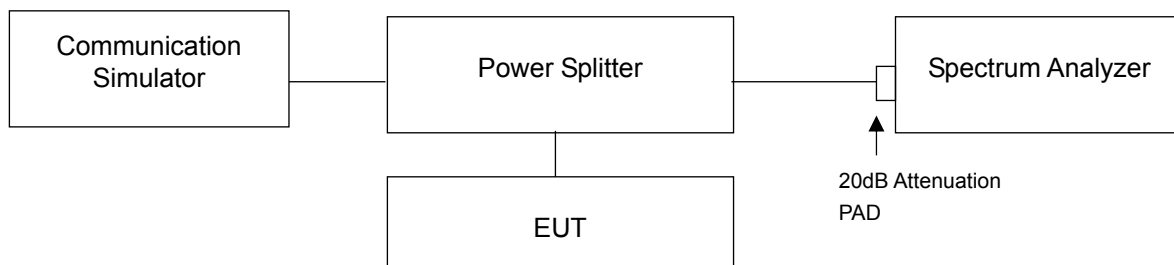 Communication
Simulator
Power Splitter
Spectrum Analyzer
20dB Attenuation
PAD
EUT